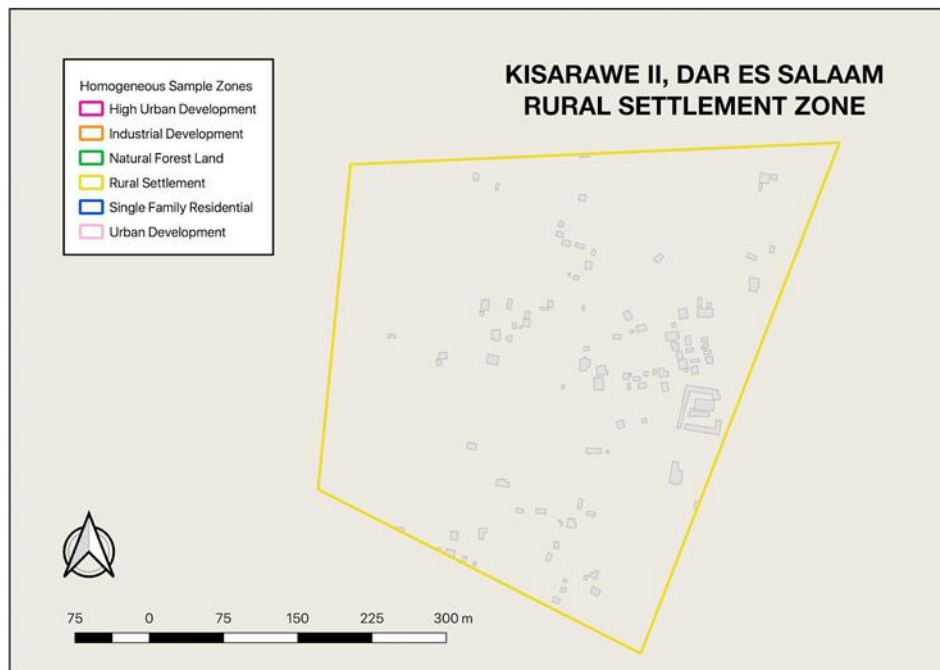 KISARAWE II, DAR ES SALAAM
RURAL SETTLEMENT ZONE
Homogeneous Sample Zones
High Urban Development
Industrial Development
Natural Forest Land
Rural Settlement
Single Family Residential
Urban Development
75 0 75 150 225 300 m